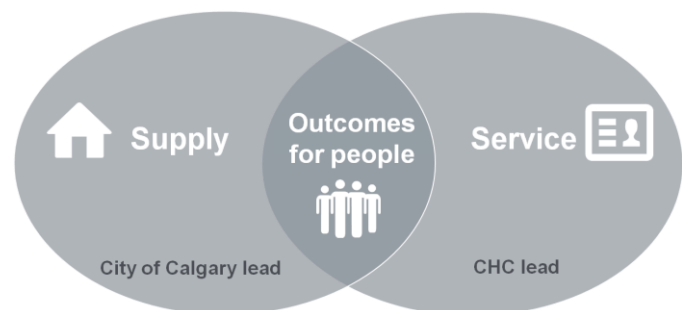 Supply
Outcomes
for people
Service
City of Calgary lead
CHC lead